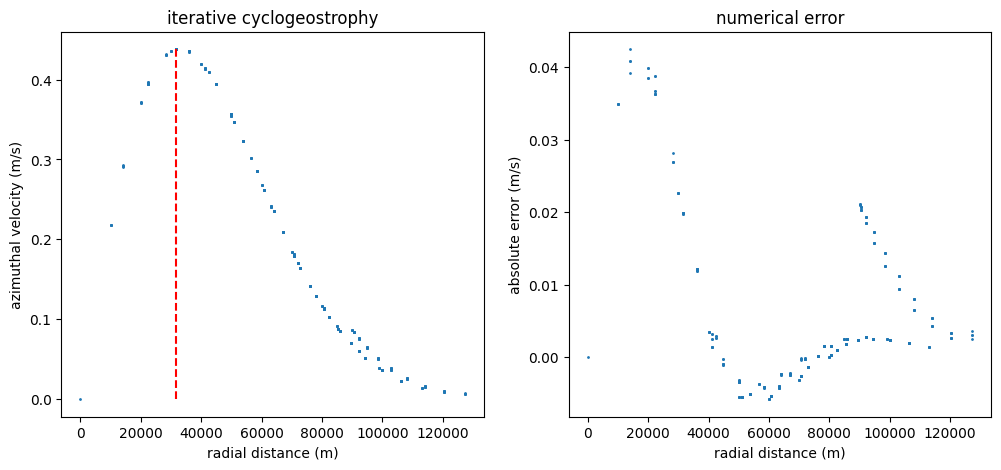 iterative cyclogeostrophy
azimuthal velocity (m/s)
0.4
0.3
0.2
0.1
0.0
0 20000 40000 60000 80000 100000 120000
radial distance (m)
numerical error
absolute error (m/s)
0.04
0.03
0.02
0.01
0.00
0 20000 40000 60000 80000 100000 120000
radial distance (m)